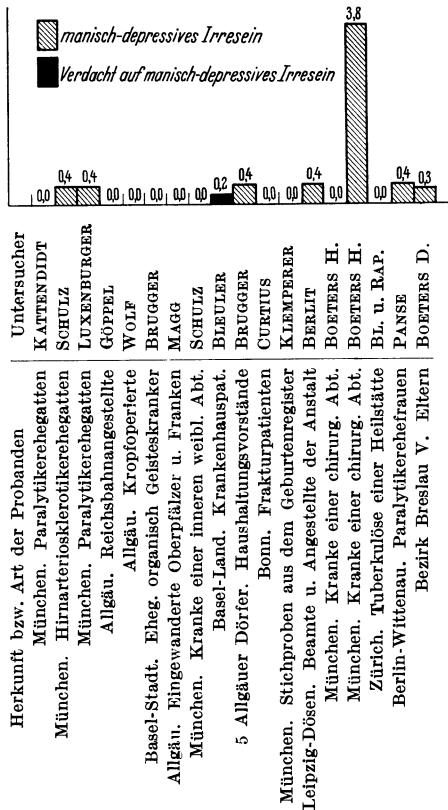 manisch-depressives Irresein
Verdacht auf manisch-depressives Irresein
0,0 0,4 0,4 0,0 0,0 0,0 0,0 0,0 0,2 0,4 0,0 0,0 0,4 0,0 3,8 0,0 0,4 0,3
Herkunft bzw. Art der Probanden Untersucher
München. Paralytikerehegatten KATTENDIDT
München. Hirnarteriosklerotikerehegatten SCHULZ
München. Paralytikerehegatten LUXENBURGER
Allgäu. Reichsbahnangestellte GÖPPEL
Allgäu. Kropfoperierte WOLF
Basel-Stadt. Eheg. organisch Geisteskranker BRUGGER
Allgäu. Eingewanderte Oberpfälzer u. Franken MAGG
München. Kranke einer inneren weibl. Abt. SCHULZ
Basel-Land. Krankenhauspat. BLEULER
5 Allgäuer Dörfer. Haushaltungsvorstände BRUGGER
Bonn. Frakturpatienten CURTIUS
München. Stichproben aus dem Geburtenregister KLEMPERER
Leipzig-Dösen. Beamte u. Angestellte der Anstalt BERLIT
München. Kranke einer chirurg. Abt. BOETERS H.
München. Kranke einer chirurg. Abt. BOETERS H.
Zürich. Tuberkulöse einer Heilstätte BL. u. RAP.
Berlin-Wittenau. Paralytikerehefrauen PANSE
Bezirk Breslau V. Eltern BOETERS D.